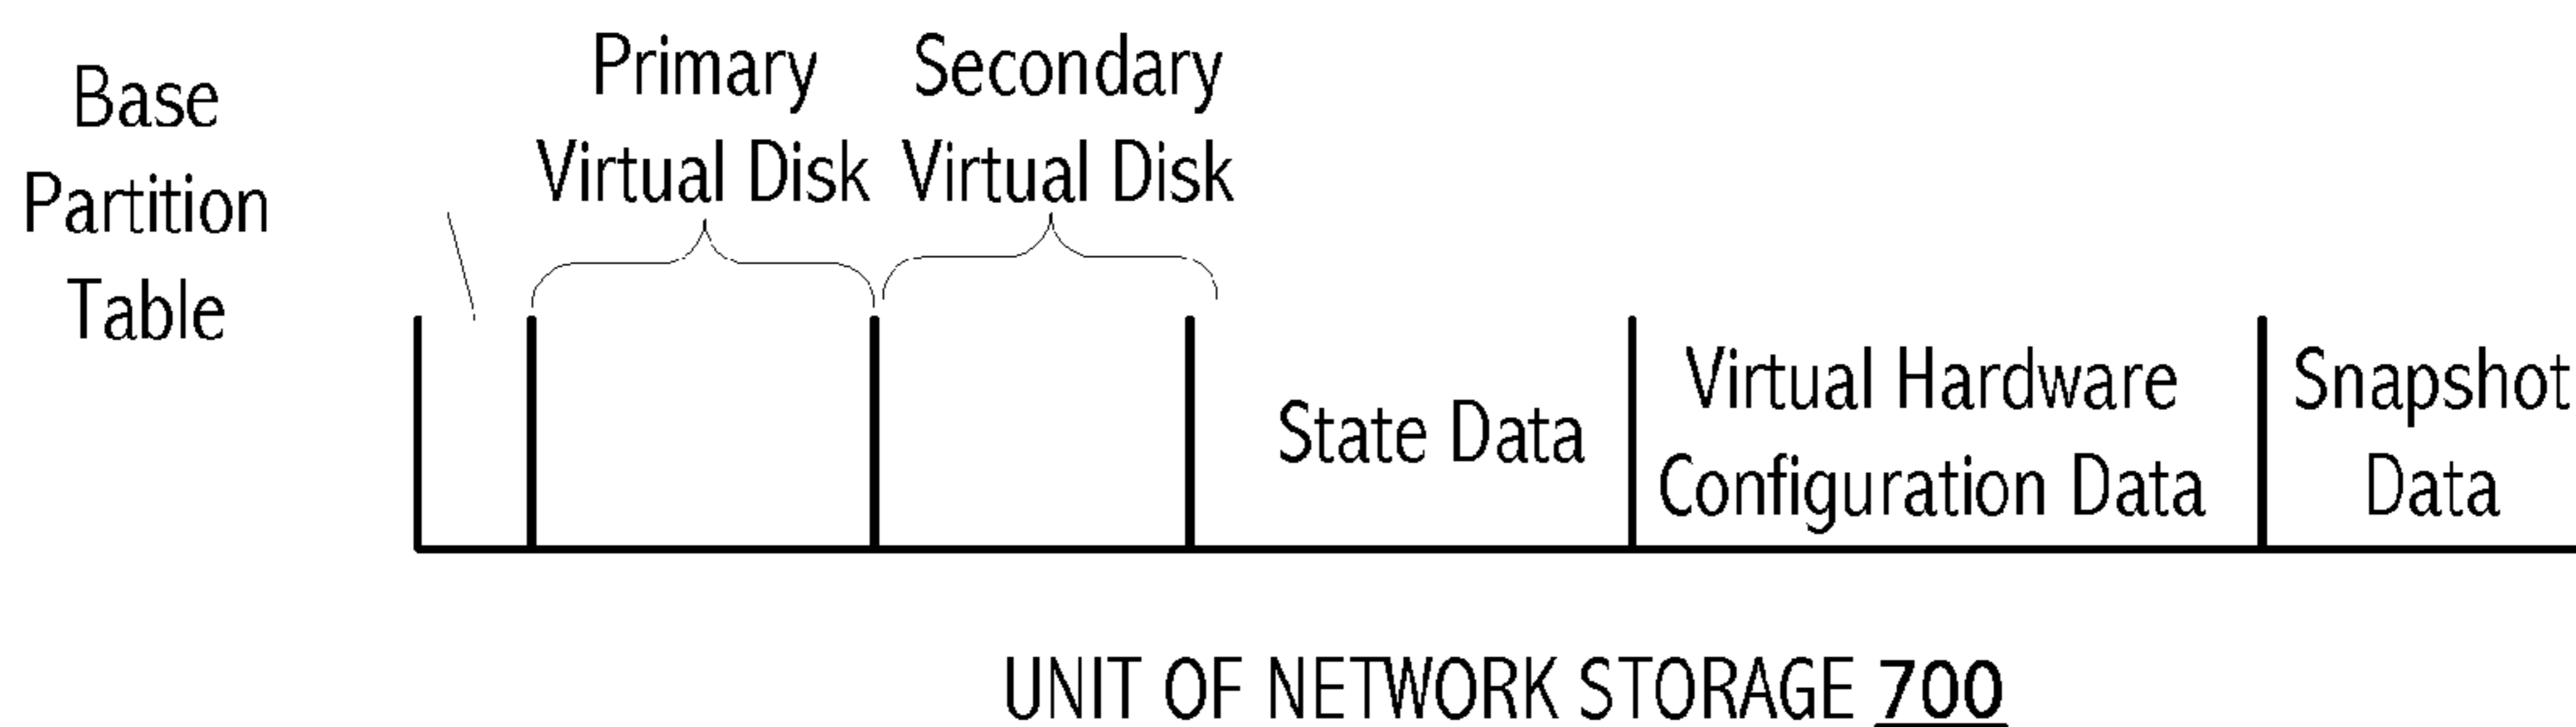 Base
Partition
Table
Primary
Virtual Disk
Secondary
Virtual Disk
State Data
Virtual Hardware
Configuration Data
Snapshot
Data
UNIT OF NETWORK STORAGE 700